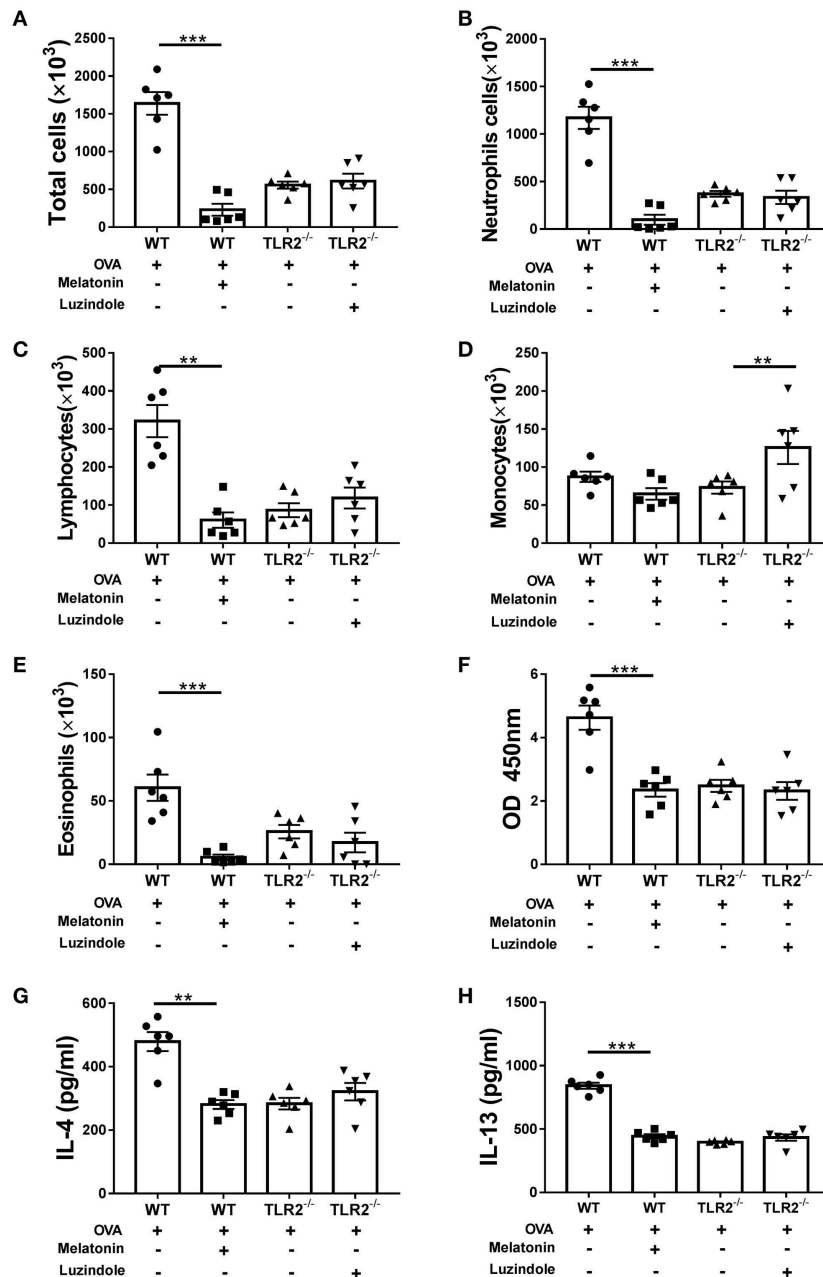 A
Total cells (×10³)
2500
2000
1500
1000
500
0
***
WT WT TLR2⁻/⁻ TLR2⁻/⁻
OVA + + + +
Melatonin - + - -
Luzindole - - - +
B
Neutrophils cells(×10³)
2000
1500
1000
500
0
***
WT WT TLR2⁻/⁻ TLR2⁻/⁻
OVA + + + +
Melatonin - + - -
Luzindole - - - +
C
Lymphocytes(×10³)
500
400
300
200
100
0
**
WT WT TLR2⁻/⁻ TLR2⁻/⁻
OVA + + + +
Melatonin - + - -
Luzindole - - - +
D
Monocytes(×10³)
250
200
150
100
50
0
**
WT WT TLR2⁻/⁻ TLR2⁻/⁻
OVA + + + +
Melatonin - + - -
Luzindole - - - +
E
Eosinophils (×10³)
150
100
50
0
***
WT WT TLR2⁻/⁻ TLR2⁻/⁻
OVA + + + +
Melatonin - + - -
Luzindole - - - +
F
OD 450nm
6
4
2
0
***
WT WT TLR2⁻/⁻ TLR2⁻/⁻
OVA + + + +
Melatonin - + - -
Luzindole - - - +
G
IL-4 (pg/ml)
600
400
200
0
**
WT WT TLR2⁻/⁻ TLR2⁻/⁻
OVA + + + +
Melatonin - + - -
Luzindole - - - +
H
IL-13 (pg/ml)
1500
1000
500
0
***
WT WT TLR2⁻/⁻ TLR2⁻/⁻
OVA + + + +
Melatonin - + - -
Luzindole - - - +